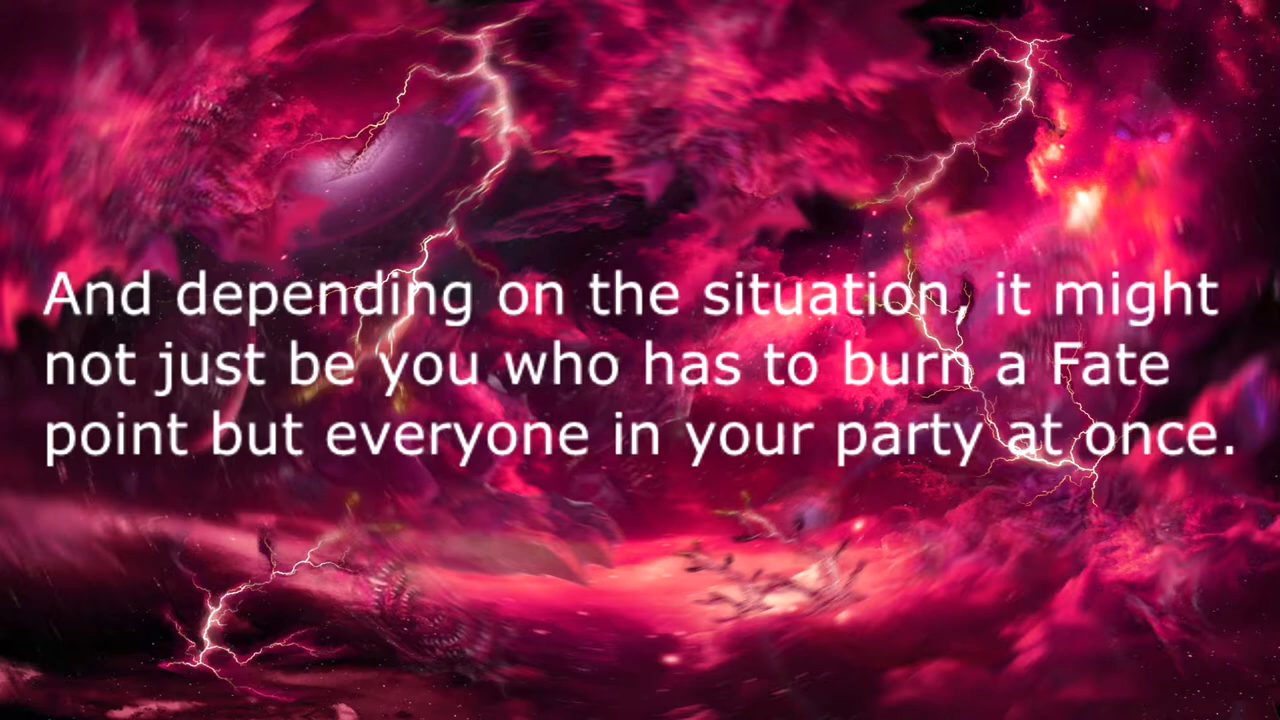 And depending on the situation, it might
not just be you who has to burn a Fate
point but everyone in your party at once.